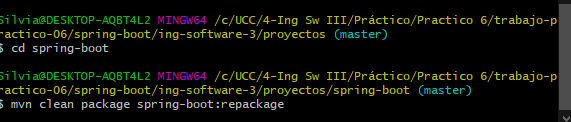 Silvia@DESKTOP-AQBT4L2 MINGW64 /c/UCC/4-Ing Sw III/Práctico/Practico 6/trabajo-p
ractico-06/spring-boot/ing-software-3/proyectos (master)
$ cd spring-boot
Silvia@DESKTOP-AQBT4L2 MINGW64 /c/UCC/4-Ing Sw III/Práctico/Practico 6/trabajo-p
ractico-06/spring-boot/ing-software-3/proyectos/spring-boot (master)
$ mvn clean package spring-boot:repackage